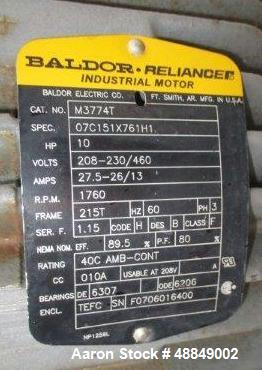 BALDOR·RELIANCE
INDUSTRIAL MOTOR
BALDOR ELECTRIC CO. FT. SMITH, AR. MFG. IN U.S.A.
CAT. NO. M3774T
SPEC. 07C151X761H1
HP 10
VOLTS 208-230/460
AMPS 27.5-26/13
R.P.M. 1760
FRAME 215T HZ 60 PH 3
SER. F. 1.15 CODE H DES B CLASS F
NEMA NOM. EFF. 89.5 % P.F. 80 %
RATING 40C AMB-CONT
CC 010A USABLE AT 208V A
BEARINGS DE 6307 ODE 6206
ENCL. TEFC SN F0706016400
NP1256L
Aaron Stock # 48849002